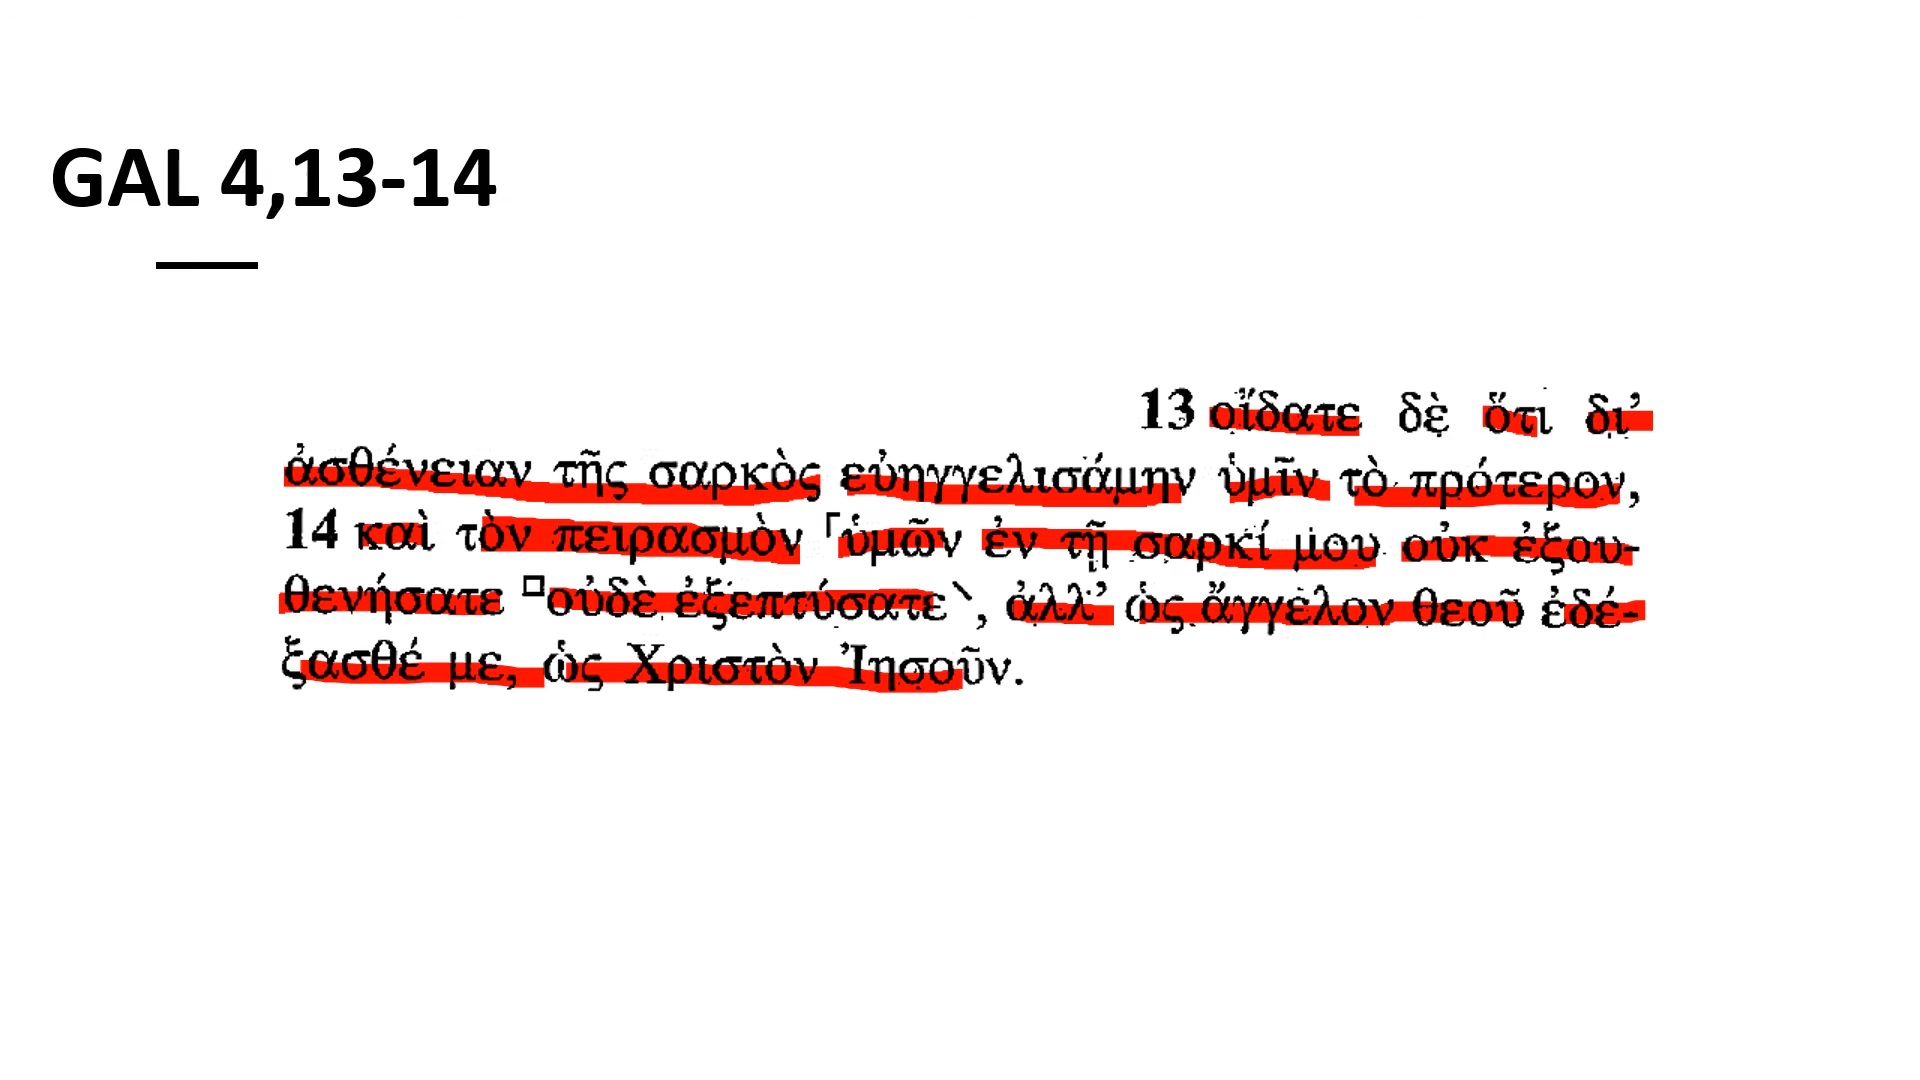 GAL 4,13-14
13 οἴδατε δὲ ὅτι δι’
ἀσθένειαν τῆς σαρκὸς εὐηγγελισάμην ὑμῖν τὸ πρότερον,
14 καὶ τὸν πειρασμὸν ⸀ὑμῶν ἐν τῇ σαρκί μου οὐκ ἐξου-
θενήσατε ⸋οὐδὲ ἐξεπτύσατε⸌, ἀλλ’ ὡς ἄγγελον θεοῦ ἐδέ-
ξασθέ με, ὡς Χριστὸν Ἰησοῦν.